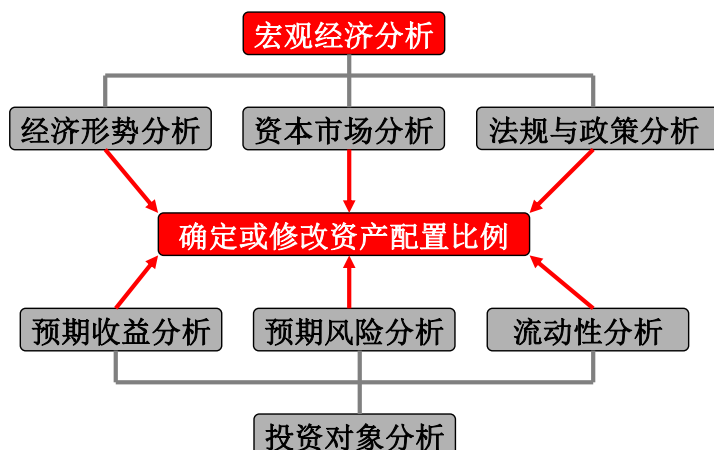 宏观经济分析
经济形势分析
资本市场分析
法规与政策分析
确定或修改资产配置比例
预期收益分析
预期风险分析
流动性分析
投资对象分析